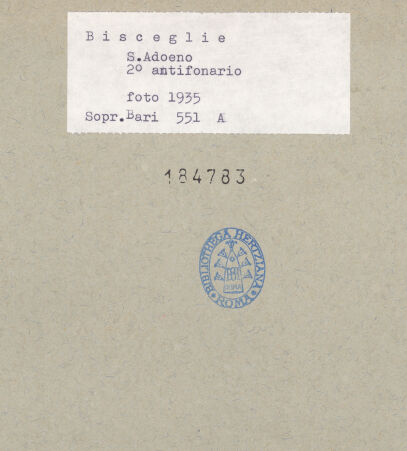 Bisceglie
S.Adoeno
2º antifonario
foto 1935
Sopr.Bari 551 A
184783
BIBLIOTHECA HERTZIANA
ROMA